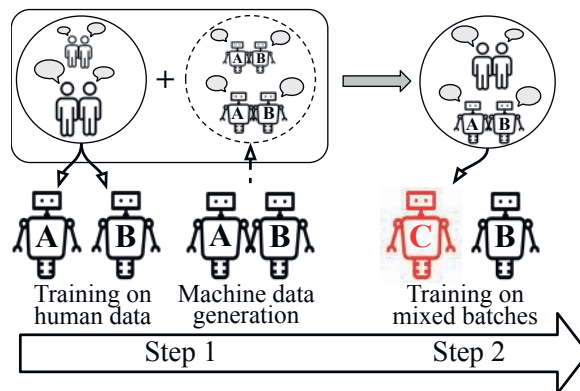 +
A B
A B
A B
A B A B C B
Training on
human data
Machine data
generation
Training on
mixed batches
Step 1
Step 2